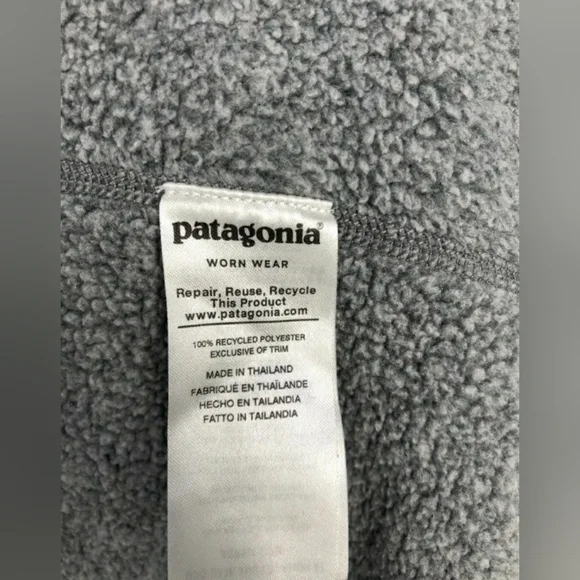 patagonia®
WORN WEAR
Repair, Reuse, Recycle
This Product
www.patagonia.com
100% RECYCLED POLYESTER
EXCLUSIVE OF TRIM
MADE IN THAILAND
FABRIQUÉ EN THAÏLANDE
HECHO EN TAILANDIA
FATTO IN TAILANDIA